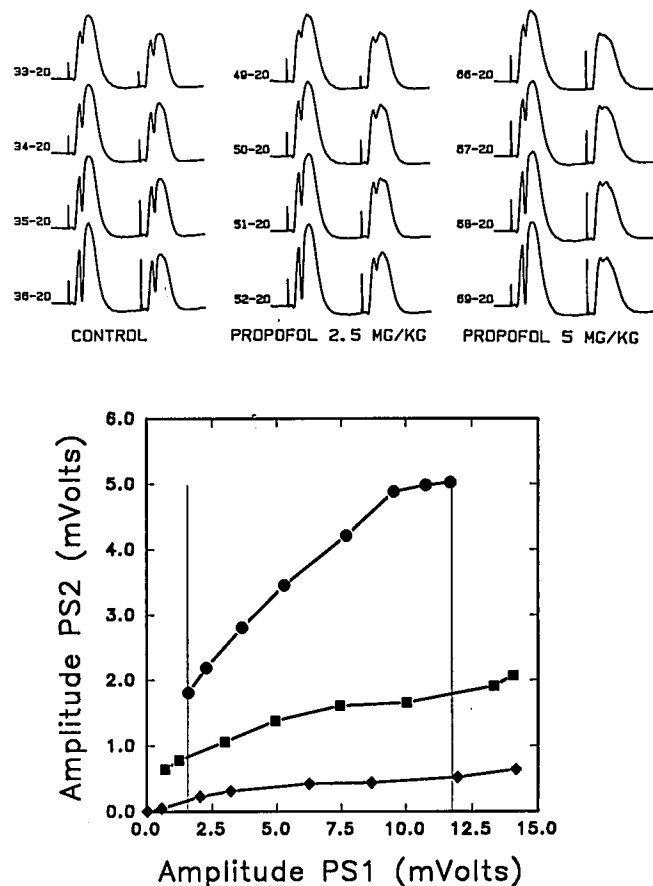 33-20 49-20 66-20
34-20 50-20 67-20
35-20 51-20 68-20
36-20 52-20 69-20
CONTROL PROPOFOL 2.5 MG/KG PROPOFOL 5 MG/KG
6.0
5.0
4.0
3.0
2.0
1.0
0.0
Amplitude PS2 (mVolts)
0.0 2.5 5.0 7.5 10.0 12.5 15.0
Amplitude PS1 (mVolts)